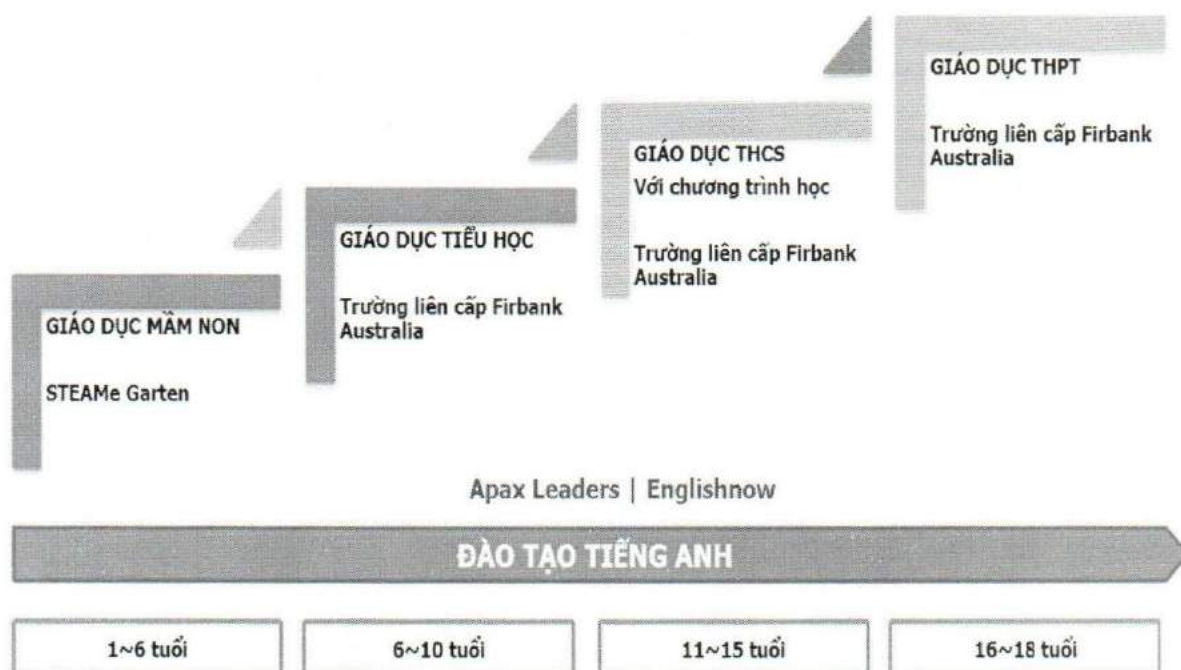 GIÁO DỤC MẦM NON
STEAMe Garten
GIÁO DỤC TIỂU HỌC
Trường liên cấp Firbank
Australia
GIÁO DỤC THCS
Với chương trình học
Trường liên cấp Firbank
Australia
GIÁO DỤC THPT
Trường liên cấp Firbank
Australia
Apax Leaders | Englishnow
ĐÀO TẠO TIẾNG ANH
1~6 tuổi
6~10 tuổi
11~15 tuổi
16~18 tuổi